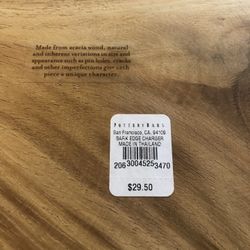 Made from acacia wood, natural
and inherent variations in size and
appearance such as pin holes, cracks
and other imperfections give each
piece a unique character.
POTTERY BARN
San Francisco, CA. 94109
BARK EDGE CHARGER
MADE IN THAILAND
206 3004525 3470
$29.50